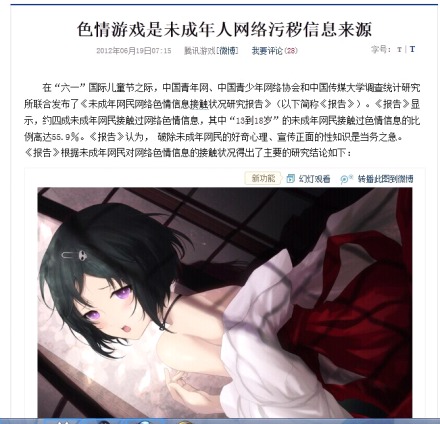 色情游戏是未成年人网络污秽信息来源
2012年06月19日07:15 腾讯游戏[微博] 我要评论(28) 字号：T|T
在“六一”国际儿童节之际，中国青年网、中国青少年网络协会和中国传媒大学调查统计研究
所联合发布了《未成年网民网络色情信息接触状况研究报告》（以下简称《报告》）。《报告》显
示，约四成未成年网民接触过网络色情信息，其中“13到18岁”的未成年网民接触过色情信息的比
例高达55.9％。《报告》认为， 破除未成年网民的好奇心理、宣传正面的性知识是当务之急。
《报告》根据未成年网民对网络色情信息的接触状况得出了主要的研究结论如下：
新功能 幻灯观看 转播此图到微博